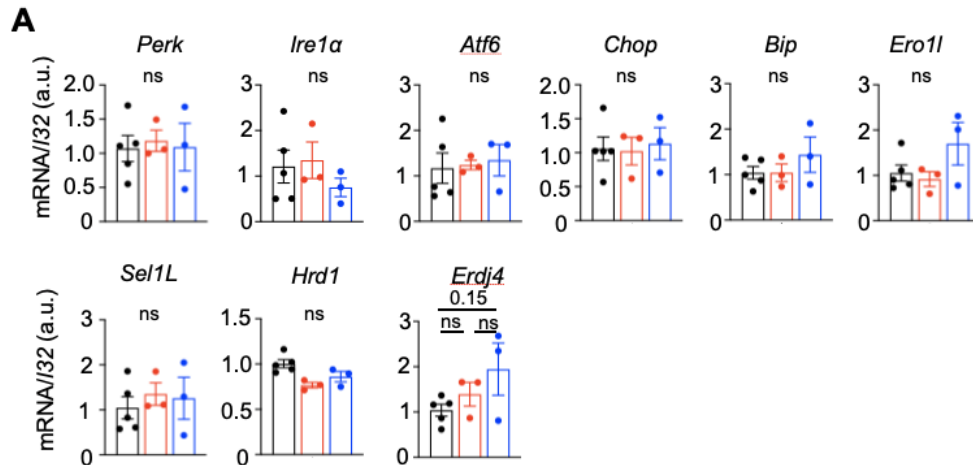 A
Perk Ire1α Atf6 Chop Bip Ero1l
ns ns ns ns ns ns
mRNA/l32 (a.u.)
2.0 1.5 1.0 0.5 0
3 2 1 0
3 2 1 0
2.0 1.5 1.0 0.5 0
3 2 1 0
3 2 1 0
Sel1L Hrd1 Erdj4
ns ns 0.15
ns ns
mRNA/l32 (a.u.)
3 2 1 0
1.5 1.0 0.5 0
3 2 1 0